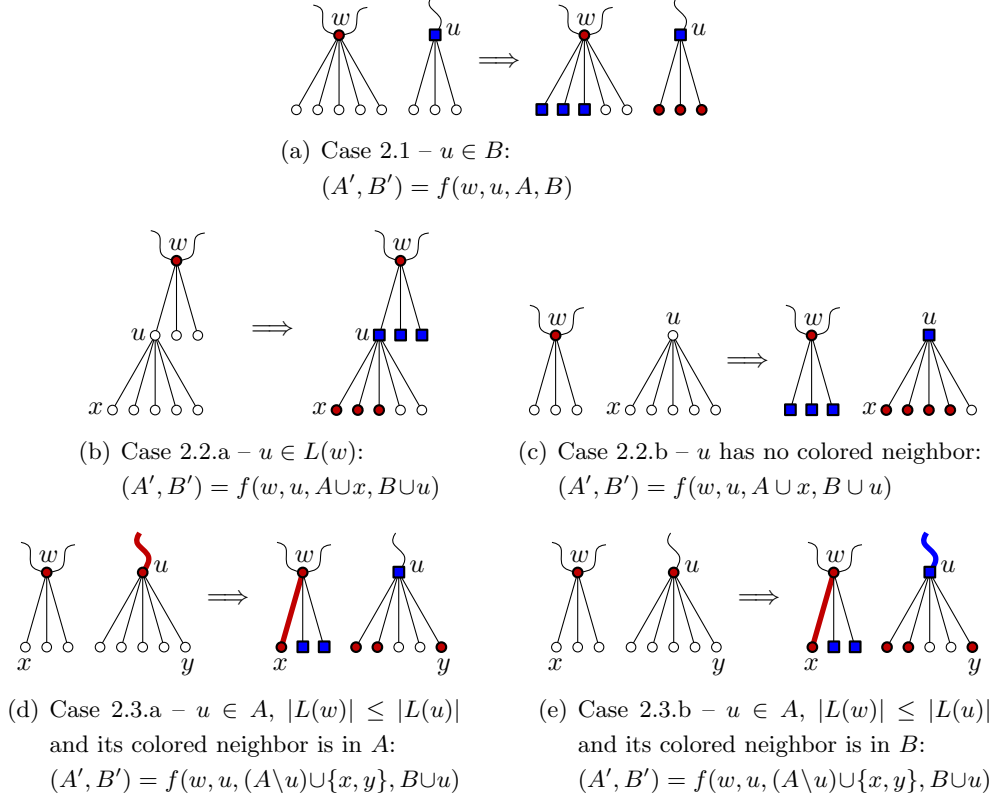 w u ⟹ w u
(a) Case 2.1 – u ∈ B:
(A′, B′) = f(w, u, A, B)
w w
u ⟹ u
x x
(b) Case 2.2.a – u ∈ L(w):
(A′, B′) = f(w, u, A∪x, B∪u)
w u ⟹ w u
x x
(c) Case 2.2.b – u has no colored neighbor:
(A′, B′) = f(w, u, A ∪ x, B ∪ u)
w u ⟹ w u
x y x y
(d) Case 2.3.a – u ∈ A, |L(w)| ≤ |L(u)|
and its colored neighbor is in A:
(A′, B′) = f(w, u, (A\u)∪{x, y}, B∪u)
w u ⟹ w u
x y x y
(e) Case 2.3.b – u ∈ A, |L(w)| ≤ |L(u)|
and its colored neighbor is in B:
(A′, B′) = f(w, u, (A\u)∪{x, y}, B∪u)